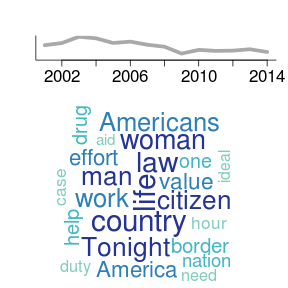 2002 2006 2010 2014
drug Americans
aid woman
effort law one ideal
case man life value
work citizen
help country hour
Tonight border
duty America nation
need